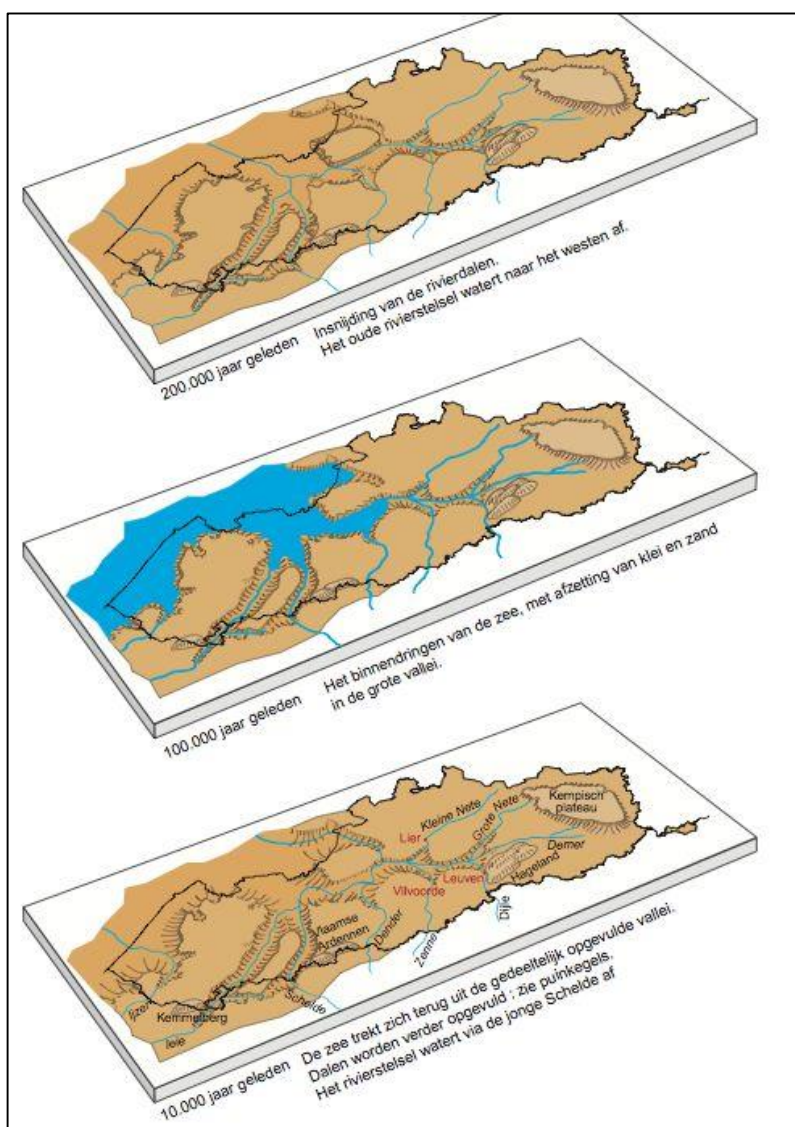 200.000 jaar geleden
Insnijding van de rivierdalen.
Het oude rivierstelsel watert naar het westen af.
100.000 jaar geleden
Het binnendringen van de zee, met afzetting van klei en zand
in de grote vallei.
Kempisch
plateau
Kleine Nete
Grote Nete
Lier
Demer
Hageland
Leuven
Vilvoorde
Dijle
Vlaamse
Ardennen
Dender
Zenne
Schelde
Ijzer
Kemmelberg
leie
10.000 jaar geleden
De zee trekt zich terug uit de gedeeltelijk opgevulde vallei.
Dalen worden verder opgevuld ; zie puinkegels.
Het rivierstelsel watert via de jonge Schelde af